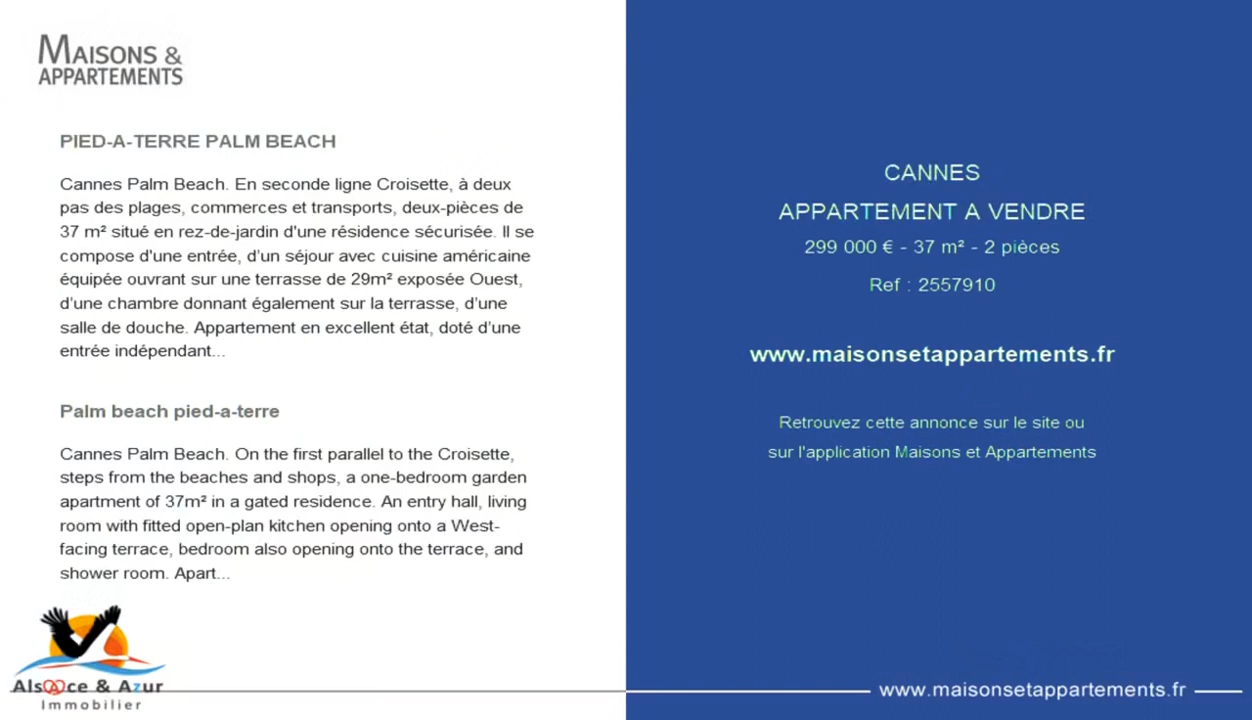 MAISONS &
APPARTEMENTS
PIED-A-TERRE PALM BEACH
Cannes Palm Beach. En seconde ligne Croisette, à deux
pas des plages, commerces et transports, deux-pièces de
37 m² situé en rez-de-jardin d'une résidence sécurisée. Il se
compose d'une entrée, d’un séjour avec cuisine américaine
équipée ouvrant sur une terrasse de 29m² exposée Ouest,
d’une chambre donnant également sur la terrasse, d’une
salle de douche. Appartement en excellent état, doté d’une
entrée indépendant...
Palm beach pied-a-terre
Cannes Palm Beach. On the first parallel to the Croisette,
steps from the beaches and shops, a one-bedroom garden
apartment of 37m² in a gated residence. An entry hall, living
room with fitted open-plan kitchen opening onto a West-
facing terrace, bedroom also opening onto the terrace, and
shower room. Apart...
Alsace & Azur
Immobilier
CANNES
APPARTEMENT A VENDRE
299 000 € - 37 m² - 2 pièces
Ref : 2557910
www.maisonsetappartements.fr
Retrouvez cette annonce sur le site ou
sur l'application Maisons et Appartements
www.maisonsetappartements.fr